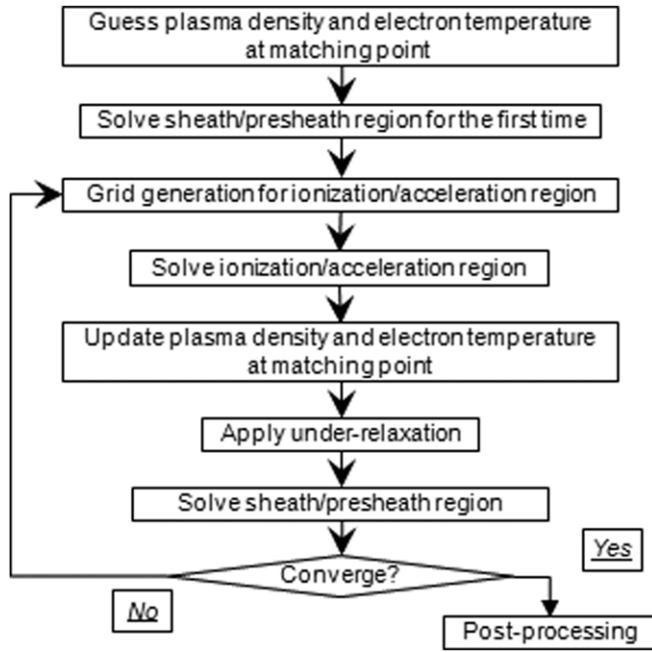 Guess plasma density and electron temperature
at matching point
Solve sheath/presheath region for the first time
Grid generation for ionization/acceleration region
Solve ionization/acceleration region
Update plasma density and electron temperature
at matching point
Apply under-relaxation
Solve sheath/presheath region
Converge?
Yes
No
Post-processing